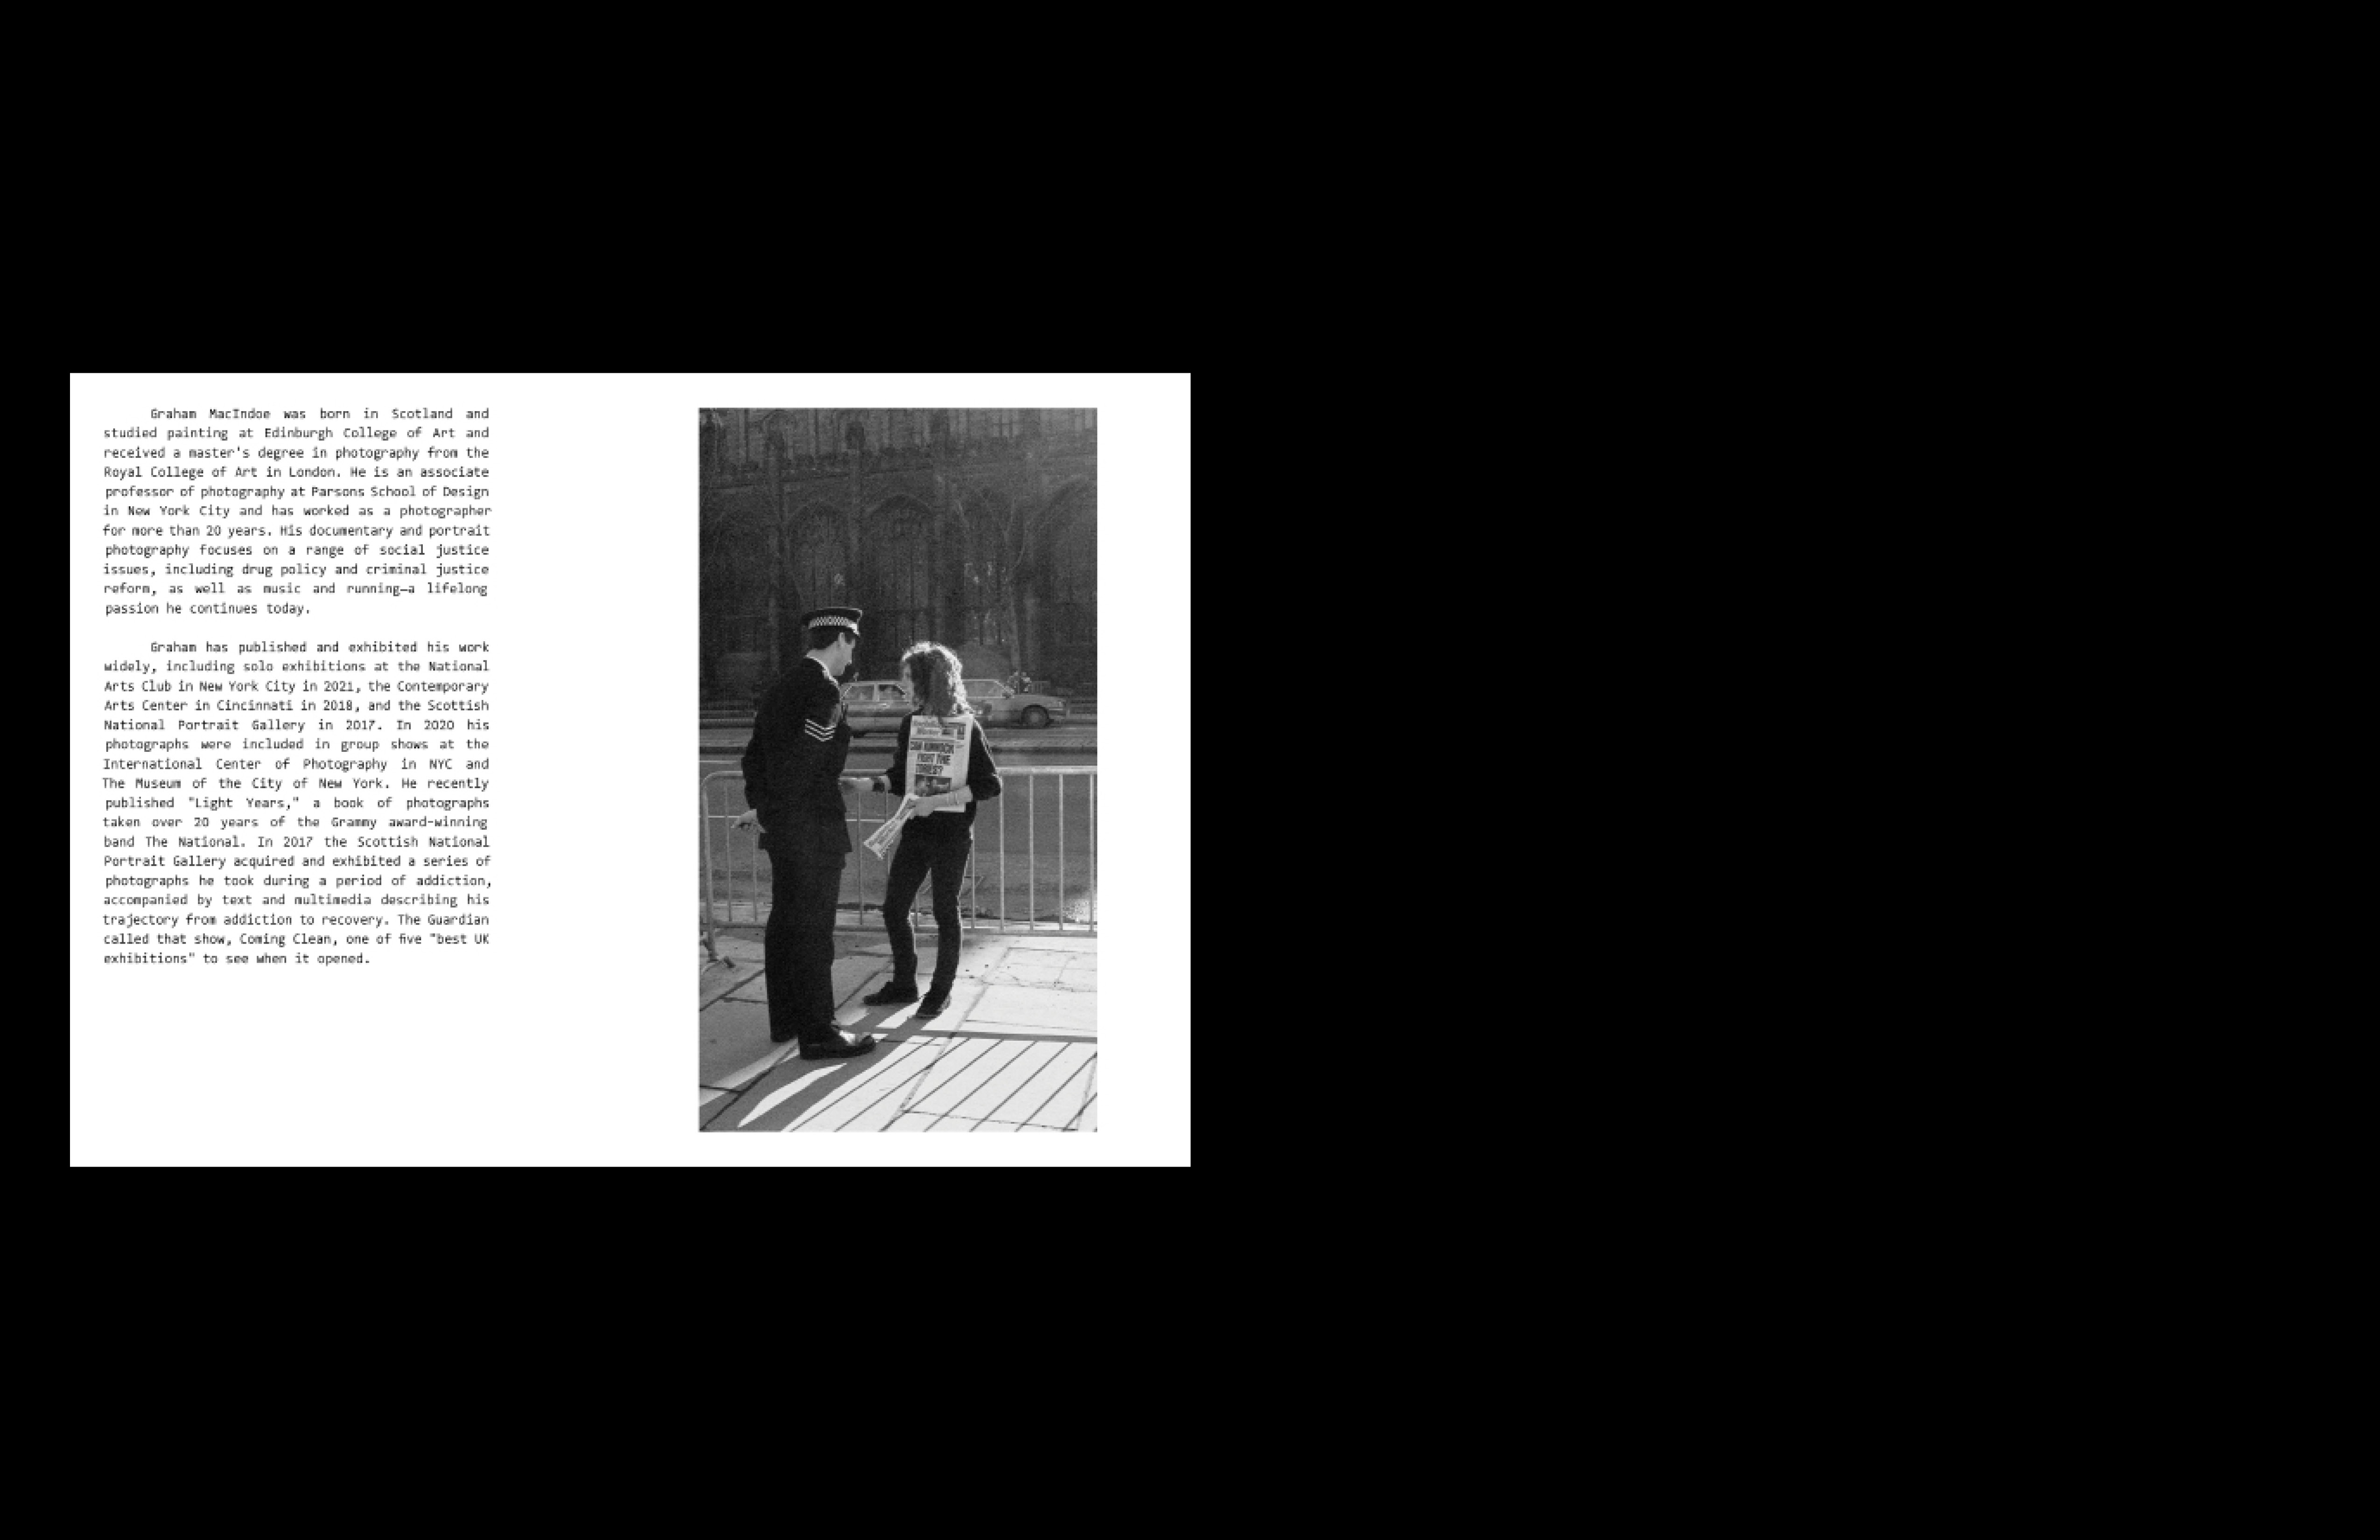 Graham MacIndoe was born in Scotland and
studied painting at Edinburgh College of Art and
received a master's degree in photography from the
Royal College of Art in London. He is an associate
professor of photography at Parsons School of Design
in New York City and has worked as a photographer
for more than 20 years. His documentary and portrait
photography focuses on a range of social justice
issues, including drug policy and criminal justice
reform, as well as music and running—a lifelong
passion he continues today.
Graham has published and exhibited his work
widely, including solo exhibitions at the National
Arts Club in New York City in 2021, the Contemporary
Arts Center in Cincinnati in 2018, and the Scottish
National Portrait Gallery in 2017. In 2020 his
photographs were included in group shows at the
International Center of Photography in NYC and
The Museum of the City of New York. He recently
published "Light Years," a book of photographs
taken over 20 years of the Grammy award-winning
band The National. In 2017 the Scottish National
Portrait Gallery acquired and exhibited a series of
photographs he took during a period of addiction,
accompanied by text and multimedia describing his
trajectory from addiction to recovery. The Guardian
called that show, Coming Clean, one of five "best UK
exhibitions" to see when it opened.
CAN KINNOCK
FIGHT THE
TORIES?